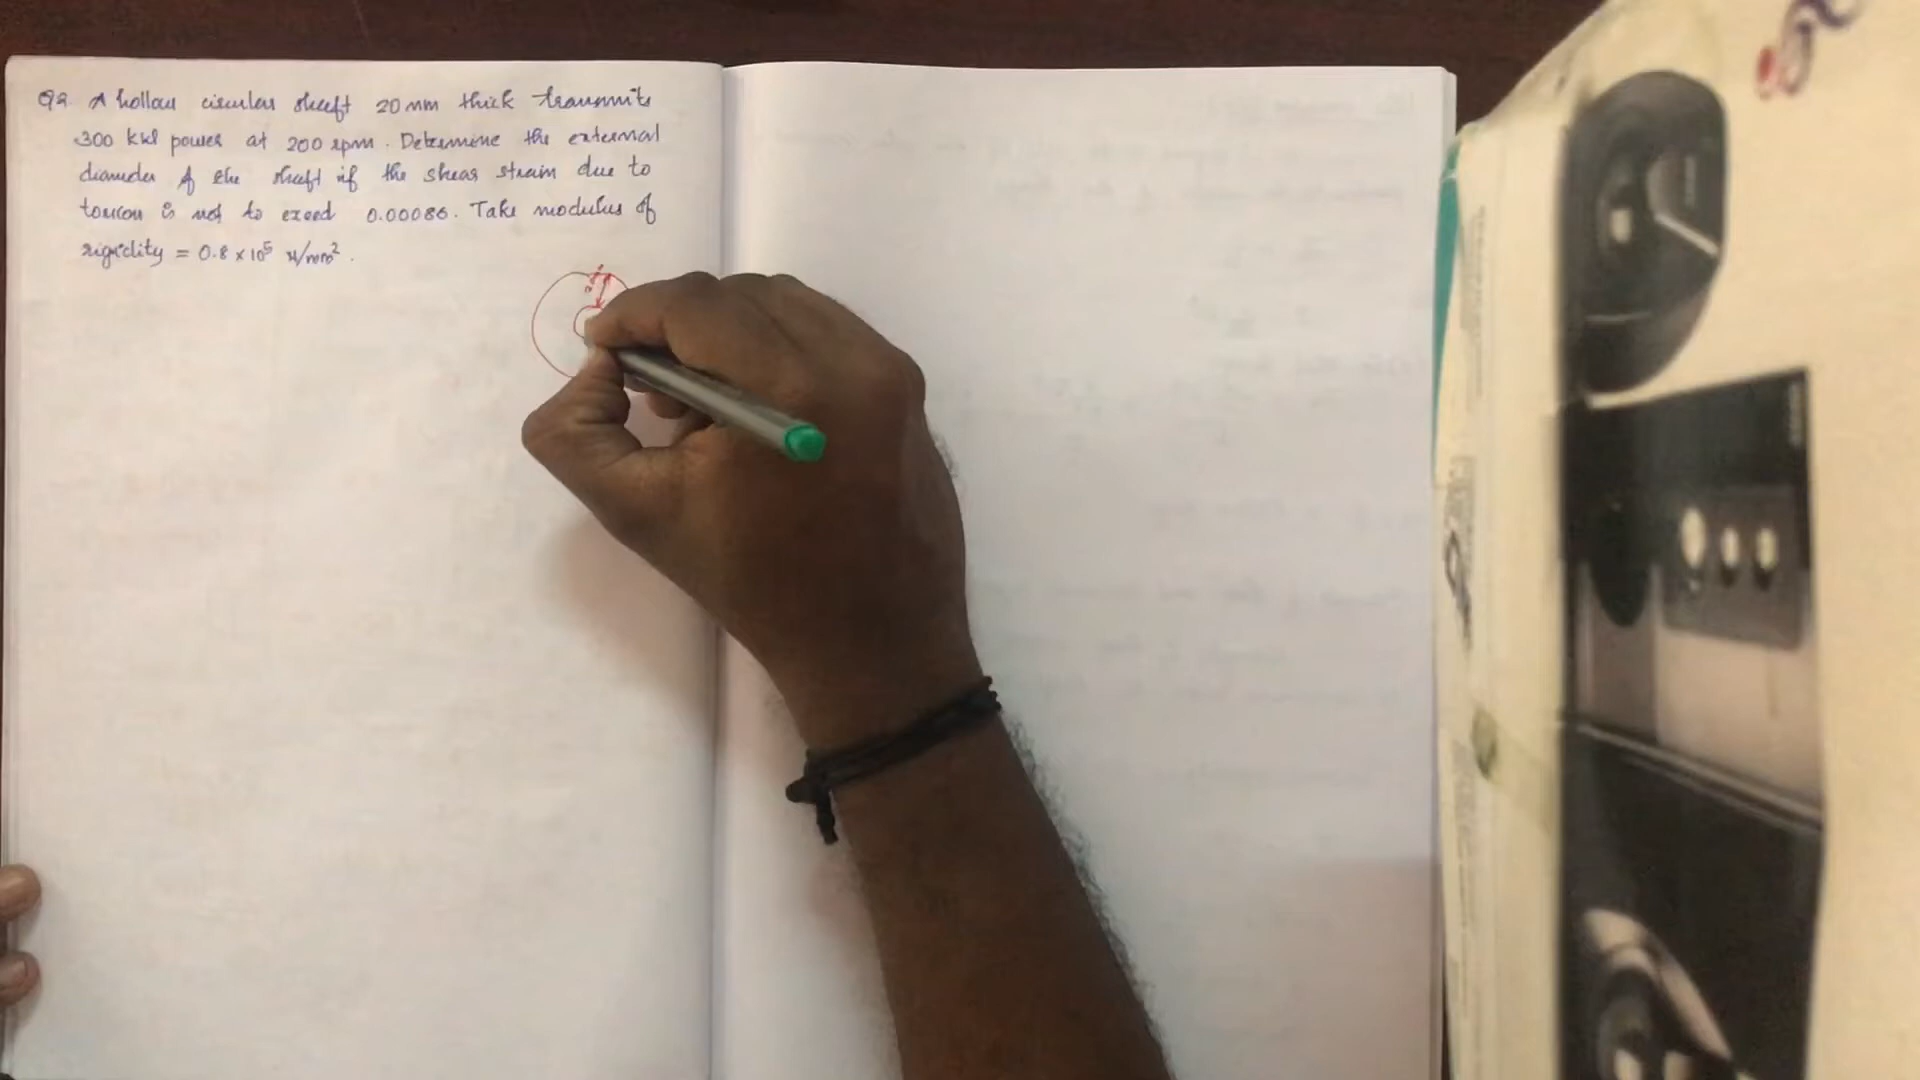 Q2. A hollow circular shaft 20 mm thick transmits
300 kW power at 200 rpm. Determine the external
diameter of the shaft if the shear strain due to
torsion is not to exeed 0.00086. Take modulus of
rigidity = 0.8 × 10⁵ N/mm².